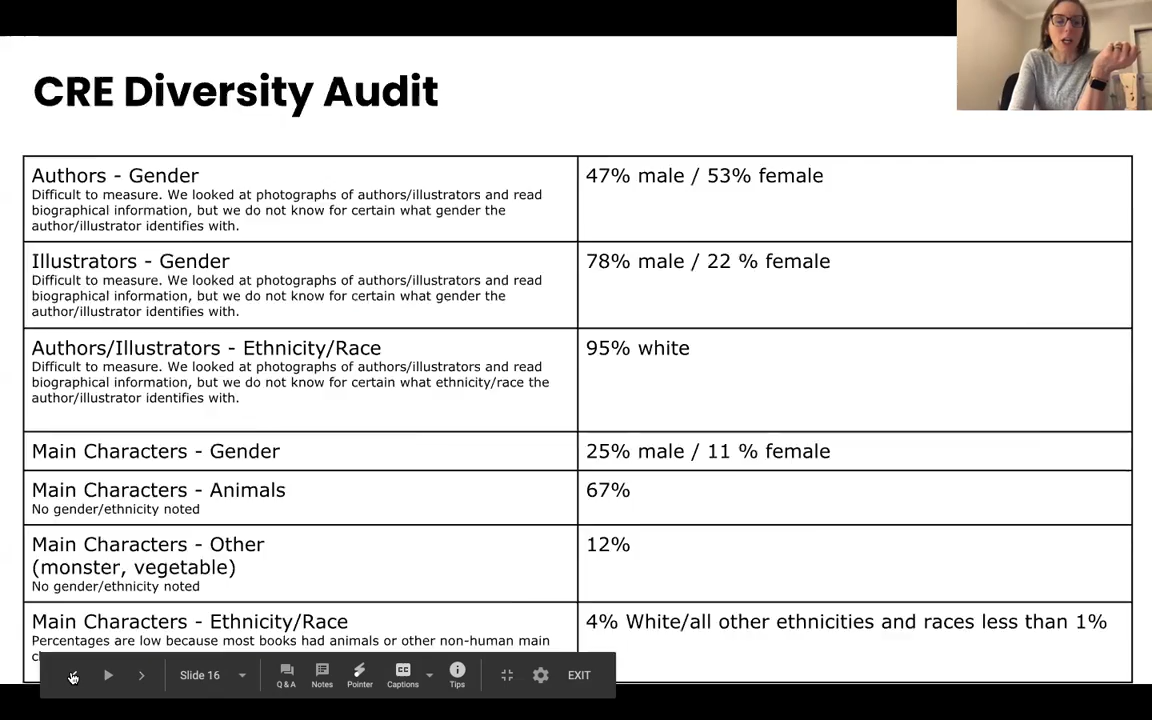 CRE Diversity Audit
Authors - Gender
Difficult to measure. We looked at photographs of authors/illustrators and read
biographical information, but we do not know for certain what gender the
author/illustrator identifies with.
47% male / 53% female
Illustrators - Gender
Difficult to measure. We looked at photographs of authors/illustrators and read
biographical information, but we do not know for certain what gender the
author/illustrator identifies with.
78% male / 22 % female
Authors/Illustrators - Ethnicity/Race
Difficult to measure. We looked at photographs of authors/illustrators and read
biographical information, but we do not know for certain what ethnicity/race the
author/illustrator identifies with.
95% white
Main Characters - Gender
25% male / 11 % female
Main Characters - Animals
No gender/ethnicity noted
67%
Main Characters - Other
(monster, vegetable)
No gender/ethnicity noted
12%
Main Characters - Ethnicity/Race
Percentages are low because most books had animals or other non-human main
4% White/all other ethnicities and races less than 1%
Slide 16
Q & A
Notes
Pointer
CC
Captions
Tips
EXIT